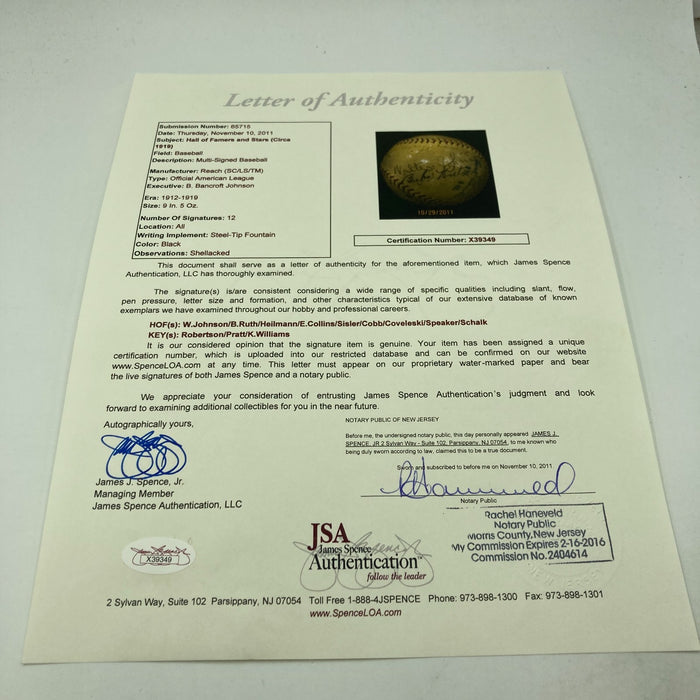 Letter of Authenticity
Submission Number: 65715
Date: Thursday, November 10, 2011
Subject: Hall of Famers and Stars (Circa
1919)
Field: Baseball
Description: Multi-Signed Baseball
Manufacturer: Reach (SC/LS/TM)
Type: Official American League
Executive: B. Bancroft Johnson
Era: 1912-1919
Size: 9 In. 5 Oz.
Number Of Signatures: 12
Location: All
Writing Implement: Steel-Tip Fountain
Color: Black
Observations: Shellacked
10/29/2011
Certification Number: X39349
This document shall serve as a letter of authenticity for the aforementioned item, which James Spence
Authentication, LLC has thoroughly examined.
The signature(s) is/are consistent considering a wide range of specific qualities including slant, flow,
pen pressure, letter size and formation, and other characteristics typical of our extensive database of known
exemplars we have examined throughout our hobby and professional careers.
HOF(s): W.Johnson/B.Ruth/Heilmann/E.Collins/Sisler/Cobb/Coveleski/Speaker/Schalk
KEY(s): Robertson/Pratt/K.Williams
It is our considered opinion that the signature item is genuine. Your item has been assigned a unique
certification number, which is uploaded into our restricted database and can be confirmed on our website
www.SpenceLOA.com at any time. This letter must appear on our proprietary water-marked paper and bear
the live signatures of both James Spence and a notary public.
We appreciate your consideration of entrusting James Spence Authentication's judgment and look
forward to examining additional collectibles for you in the near future.
Autographically yours,
James J. Spence, Jr.
Managing Member
James Spence Authentication, LLC
NOTARY PUBLIC OF NEW JERSEY
Before me, the undersigned notary public, this day personally appeared JAMES J.
SPENCE, JR 2 Sylvan Way - Suite 102, Parsippany, NJ 07054, to me known who
being duly sworn according to law, claimed this to be a true document.
Sworn and subscribed to before me on November 10, 2011
Notary Public
Rachel Haneveld
Notary Public
Morris County, New Jersey
My Commission Expires 2-16-2016
Commission No. 2404614
X39349
JSA
James Spence
Authentication
follow the leader
2 Sylvan Way, Suite 102 Parsippany, NJ 07054 Toll Free 1-888-4JSPENCE Phone: 973-898-1300 Fax: 973-898-1301
www.SpenceLOA.com